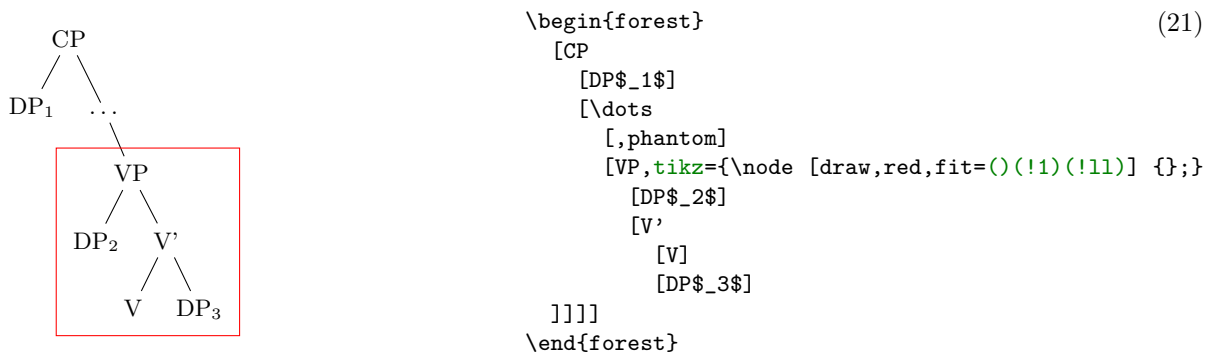 CP
DP₁ …
VP
DP₂ V'
V DP₃
\begin{forest} (21)
[CP
[DP$_1$]
[\dots
[,phantom]
[VP,tikz={\node [draw,red,fit=()(!1)(!ll)] {};}
[DP$_2$]
[V'
[V]
[DP$_3$]
]]]]
\end{forest}